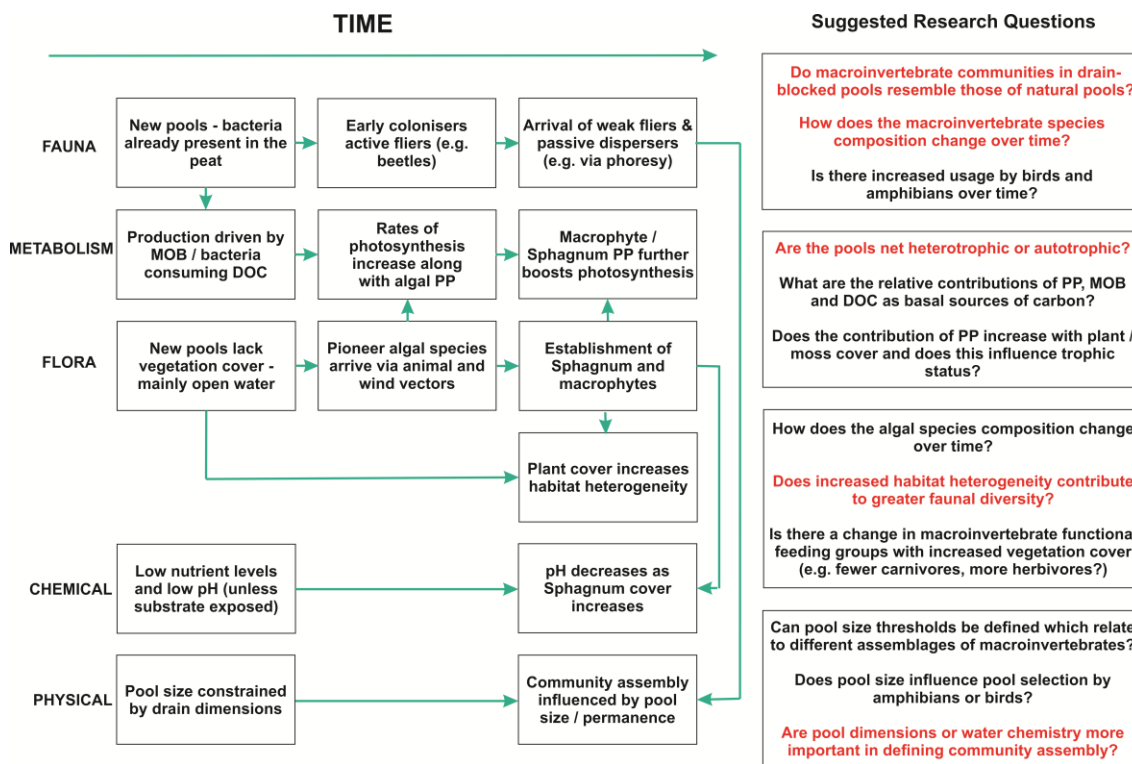 TIME
FAUNA
New pools - bacteria
already present in the
peat
Early colonisers
active fliers (e.g.
beetles)
Arrival of weak fliers &
passive dispersers
(e.g. via phoresy)
METABOLISM
Production driven by
MOB / bacteria
consuming DOC
Rates of
photosynthesis
increase along
with algal PP
Macrophyte /
Sphagnum PP further
boosts photosynthesis
FLORA
New pools lack
vegetation cover -
mainly open water
Pioneer algal species
arrive via animal and
wind vectors
Establishment of
Sphagnum and
macrophytes
Plant cover increases
habitat heterogeneity
CHEMICAL
Low nutrient levels
and low pH (unless
substrate exposed)
pH decreases as
Sphagnum cover
increases
PHYSICAL
Pool size constrained
by drain dimensions
Community assembly
influenced by pool
size / permanence
Suggested Research Questions
Do macroinvertebrate communities in drain-
blocked pools resemble those of natural pools?
How does the macroinvertebrate species
composition change over time?
Is there increased usage by birds and
amphibians over time?
Are the pools net heterotrophic or autotrophic?
What are the relative contributions of PP, MOB
and DOC as basal sources of carbon?
Does the contribution of PP increase with plant /
moss cover and does this influence trophic
status?
How does the algal species composition change
over time?
Does increased habitat heterogeneity contribute
to greater faunal diversity?
Is there a change in macroinvertebrate functiona
feeding groups with increased vegetation cover
(e.g. fewer carnivores, more herbivores?)
Can pool size thresholds be defined which relate
to different assemblages of macroinvertebrates?
Does pool size influence pool selection by
amphibians or birds?
Are pool dimensions or water chemistry more
important in defining community assembly?